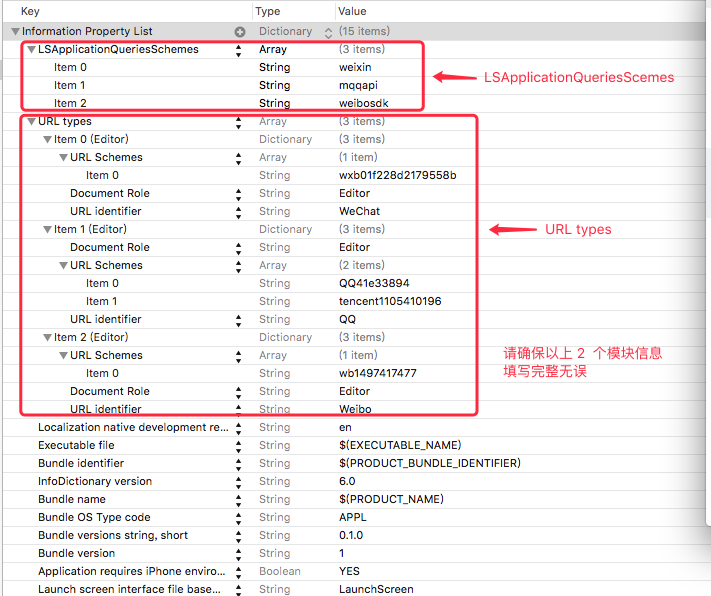 Key Type Value
Information Property List Dictionary (15 items)
LSApplicationQueriesSchemes Array (3 items)
Item 0 String weixin
Item 1 String mqqapi
LSApplicationQueriesScemes
Item 2 String weibosdk
URL types Array (3 items)
Item 0 (Editor) Dictionary (3 items)
URL Schemes Array (1 item)
Item 0 String wxb01f228d2179558b
Document Role String Editor
URL identifier String WeChat
Item 1 (Editor) Dictionary (3 items)
URL types
Document Role String Editor
URL Schemes Array (2 items)
Item 0 String QQ41e33894
Item 1 String tencent1105410196
URL identifier String QQ
Item 2 (Editor) Dictionary (3 items)
URL Schemes Array (1 item)
请确保以上 2 个模块信息
填写完整无误
Item 0 String wb1497417477
Document Role String Editor
URL identifier String Weibo
Localization native development re... String en
Executable file String $(EXECUTABLE_NAME)
Bundle identifier String $(PRODUCT_BUNDLE_IDENTIFIER)
InfoDictionary version String 6.0
Bundle name String $(PRODUCT_NAME)
Bundle OS Type code String APPL
Bundle versions string, short String 0.1.0
Bundle version String 1
Application requires iPhone enviro... Boolean YES
Launch screen interface file base... String LaunchScreen